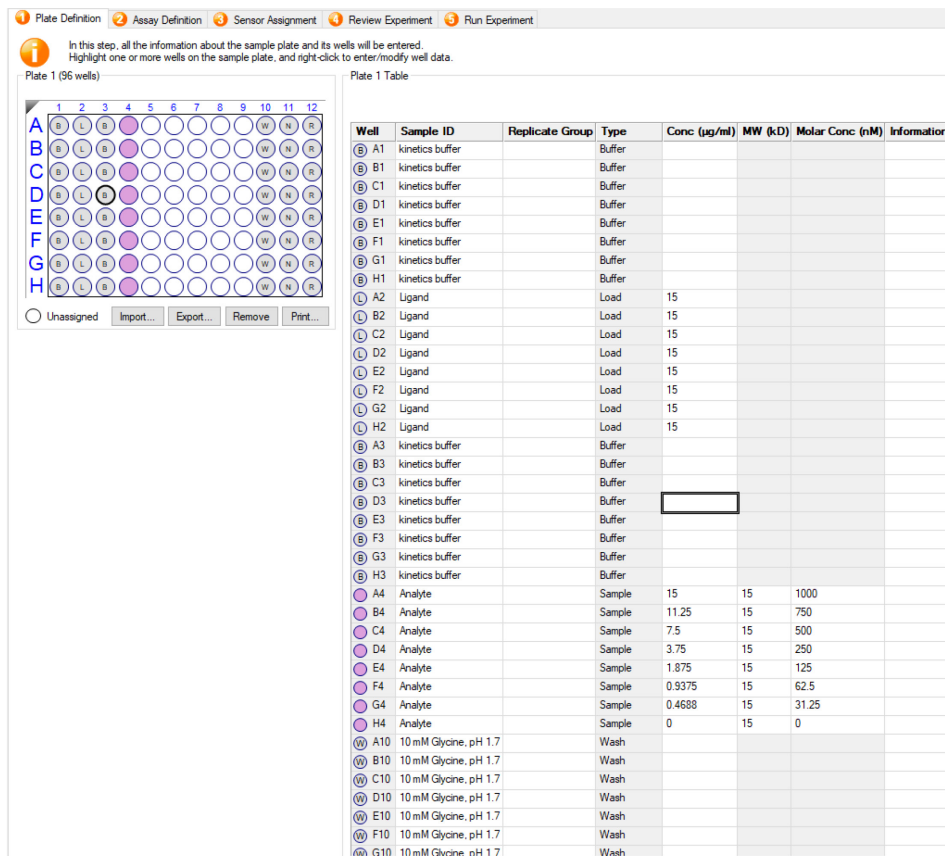 1 Plate Definition 2 Assay Definition 3 Sensor Assignment 4 Review Experiment 5 Run Experiment
i In this step, all the information about the sample plate and its wells will be entered.
Highlight one or more wells on the sample plate, and right-click to enter/modify well data.
Plate 1 (96 wells)
1 2 3 4 5 6 7 8 9 10 11 12
A B L B W N R
B B L B W N R
C B L B W N R
D B L B W N R
E B L B W N R
F B L B W N R
G B L B W N R
H B L B W N R
Unassigned Import... Export... Remove Print...
Plate 1 Table
Well Sample ID Replicate Group Type Conc (µg/ml) MW (kD) Molar Conc (nM) Information
B A1 kinetics buffer Buffer
B B1 kinetics buffer Buffer
B C1 kinetics buffer Buffer
B D1 kinetics buffer Buffer
B E1 kinetics buffer Buffer
B F1 kinetics buffer Buffer
B G1 kinetics buffer Buffer
B H1 kinetics buffer Buffer
L A2 Ligand Load 15
L B2 Ligand Load 15
L C2 Ligand Load 15
L D2 Ligand Load 15
L E2 Ligand Load 15
L F2 Ligand Load 15
L G2 Ligand Load 15
L H2 Ligand Load 15
B A3 kinetics buffer Buffer
B B3 kinetics buffer Buffer
B C3 kinetics buffer Buffer
B D3 kinetics buffer Buffer
B E3 kinetics buffer Buffer
B F3 kinetics buffer Buffer
B G3 kinetics buffer Buffer
B H3 kinetics buffer Buffer
A4 Analyte Sample 15 15 1000
B4 Analyte Sample 11.25 15 750
C4 Analyte Sample 7.5 15 500
D4 Analyte Sample 3.75 15 250
E4 Analyte Sample 1.875 15 125
F4 Analyte Sample 0.9375 15 62.5
G4 Analyte Sample 0.4688 15 31.25
H4 Analyte Sample 0 15 0
W A10 10 mM Glycine, pH 1.7 Wash
W B10 10 mM Glycine, pH 1.7 Wash
W C10 10 mM Glycine, pH 1.7 Wash
W D10 10 mM Glycine, pH 1.7 Wash
W E10 10 mM Glycine, pH 1.7 Wash
W F10 10 mM Glycine, pH 1.7 Wash
W G10 10 mM Glycine, pH 1.7 Wash